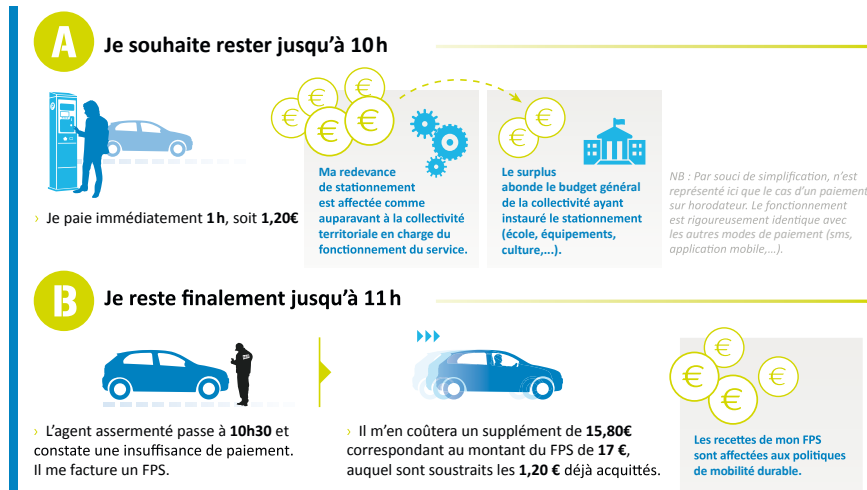 A
Je souhaite rester jusqu'à 10h
› Je paie immédiatement 1h, soit 1,20€
Ma redevance
de stationnement
est affectée comme
auparavant à la collectivité
territoriale en charge du
fonctionnement du service.
Le surplus
abonde le budget général
de la collectivité ayant
instauré le stationnement
(école, équipements,
culture,...).
NB : Par souci de simplification, n'est
représenté ici que le cas d'un paiement
sur horodateur. Le fonctionnement
est rigoureusement identique avec
les autres modes de paiement (sms,
application mobile,...).
B
Je reste finalement jusqu'à 11h
› L'agent assermenté passe à 10h30 et
constate une insuffisance de paiement.
Il me facture un FPS.
› Il m'en coûtera un supplément de 15,80€
correspondant au montant du FPS de 17 €,
auquel sont soustraits les 1,20 € déjà acquittés.
Les recettes de mon FPS
sont affectées aux politiques
de mobilité durable.